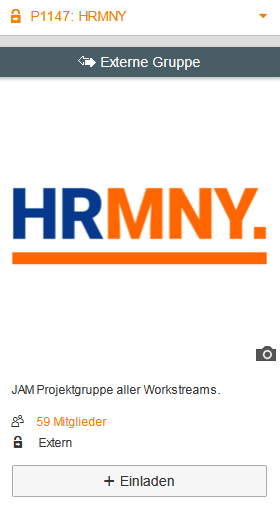 P1147: HRMNY
Externe Gruppe
HRMNY.
JAM Projektgruppe aller Workstreams.
59 Mitglieder
Extern
+ Einladen